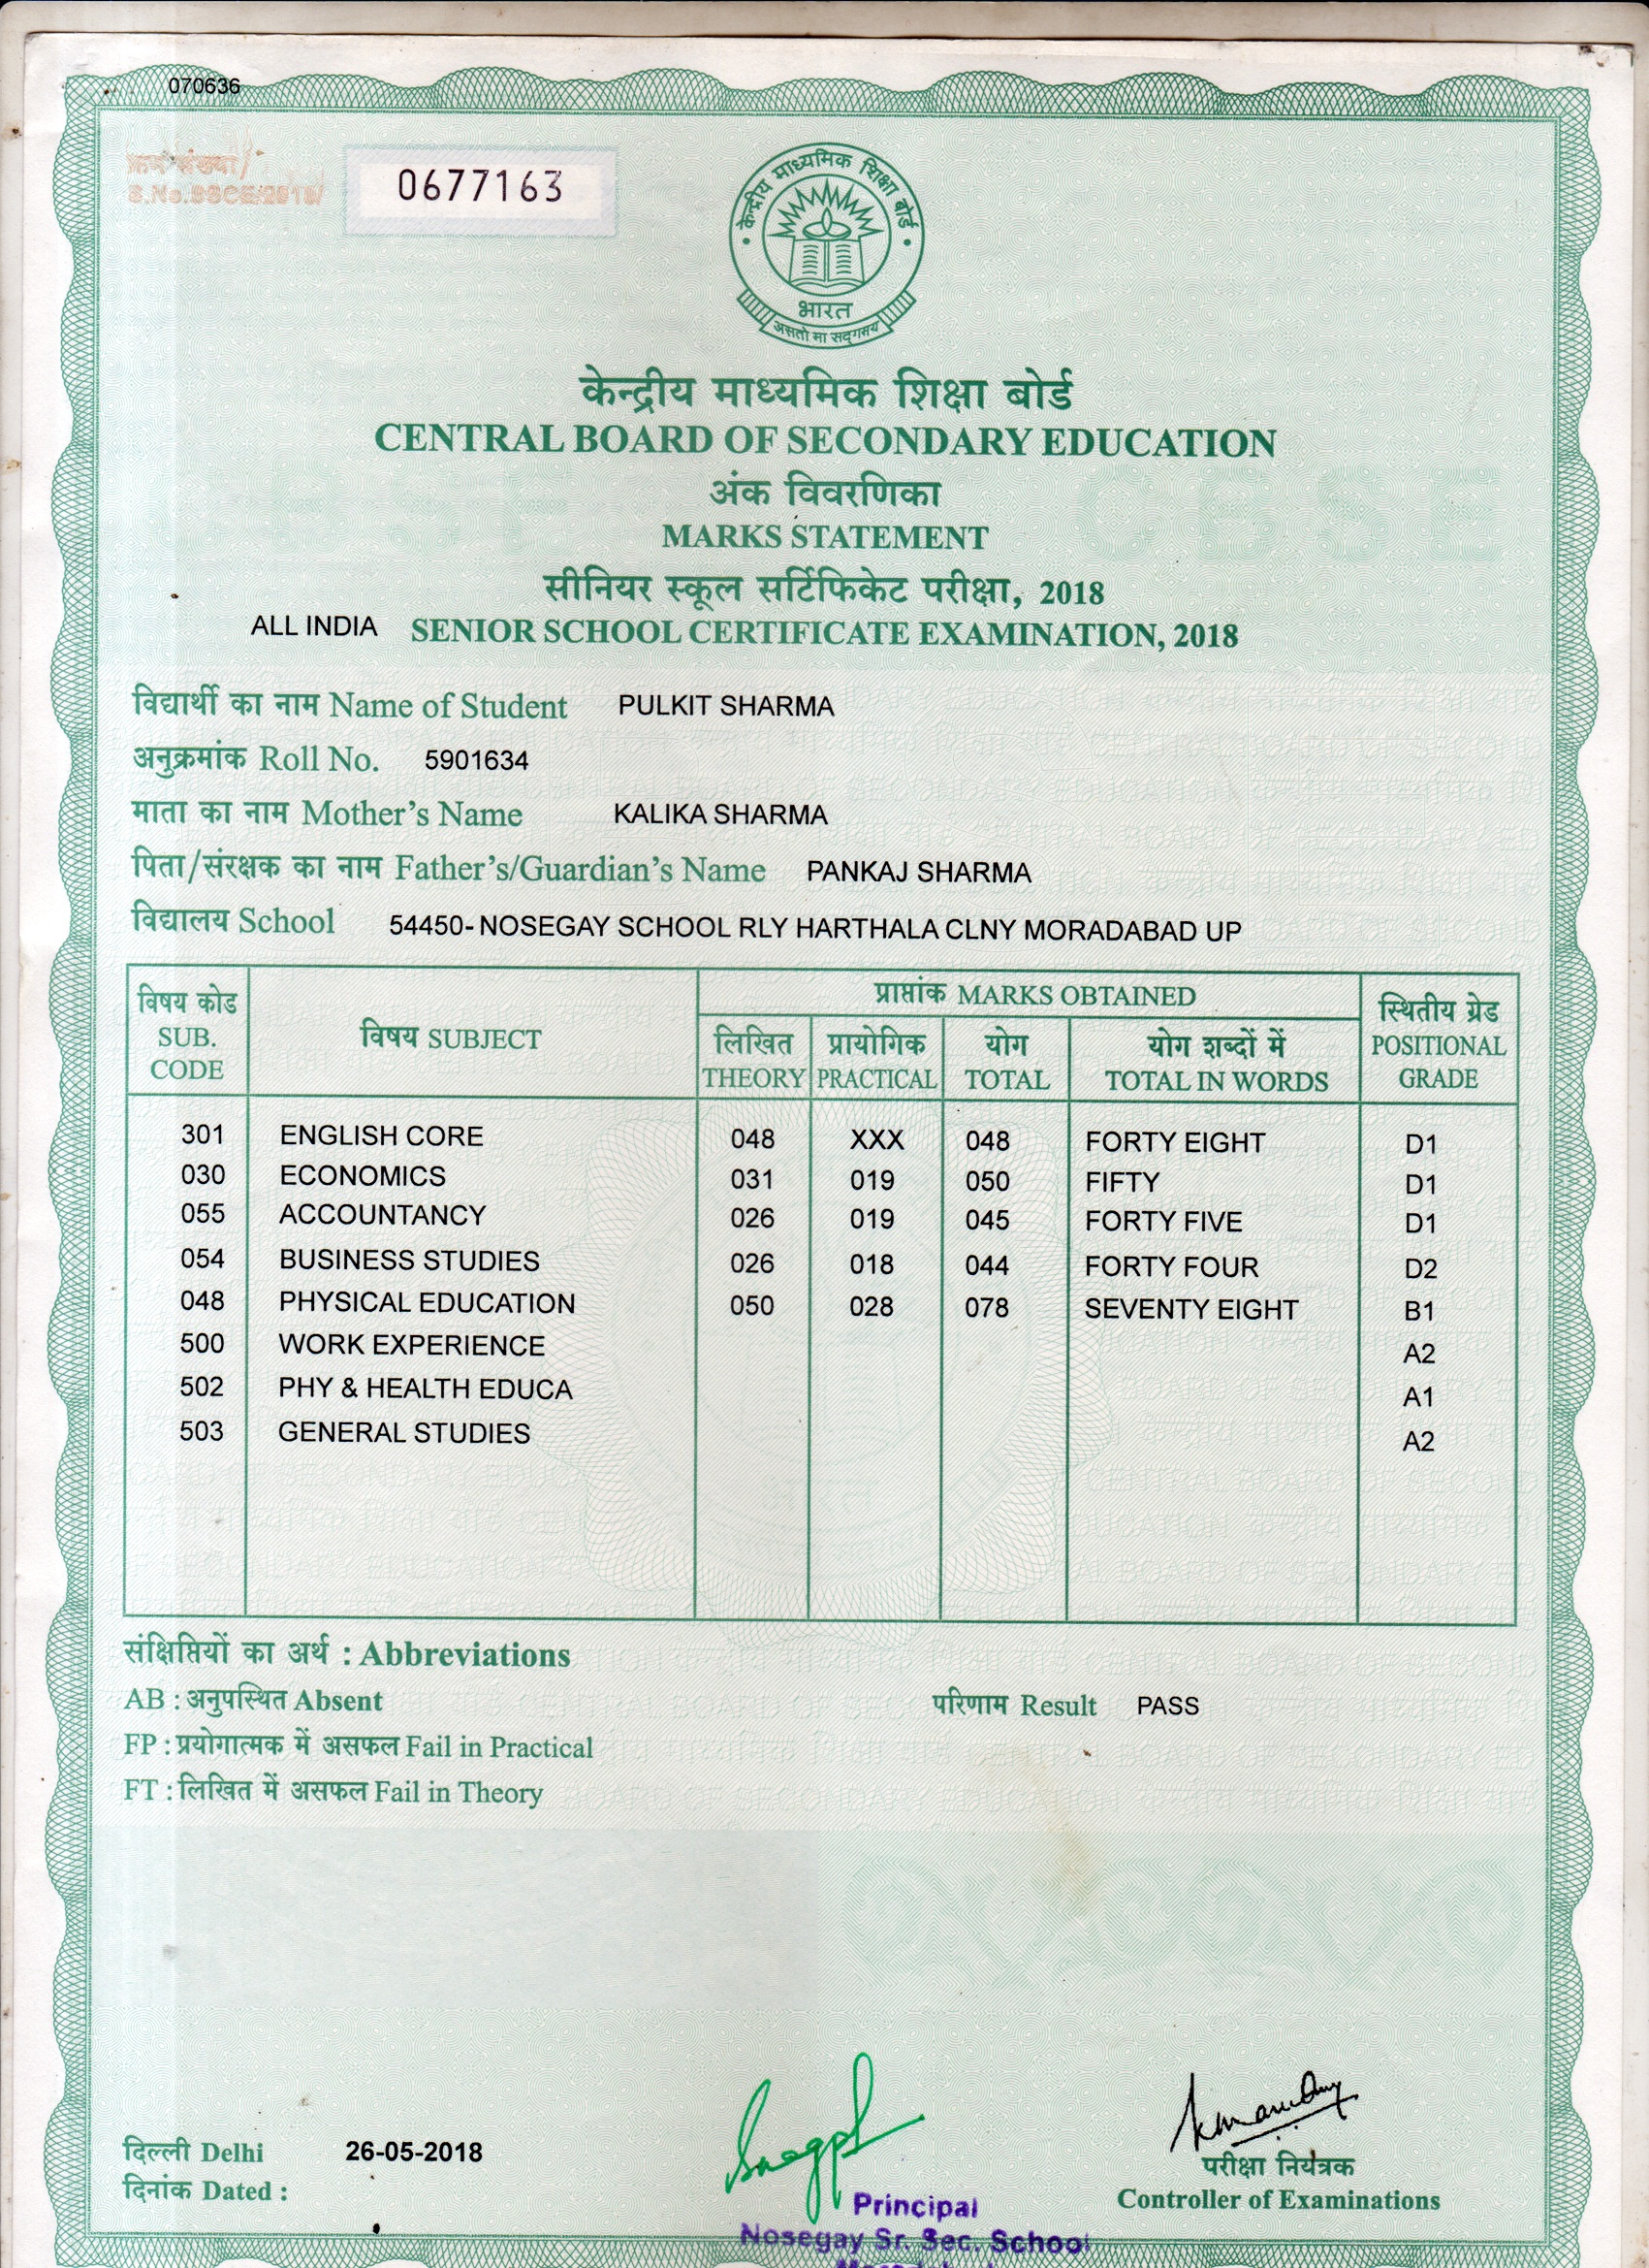 070636
क्रम संख्या/
S.No.SSCE/2018/
0677163
केन्द्रीय माध्यमिक शिक्षा बोर्ड
भारत
असतो मा सद्गमय
केन्द्रीय माध्यमिक शिक्षा बोर्ड
CENTRAL BOARD OF SECONDARY EDUCATION
अंक विवरणिका
CBSE
MARKS STATEMENT
सीनियर स्कूल सर्टिफिकेट परीक्षा, 2018
ALL INDIA SENIOR SCHOOL CERTIFICATE EXAMINATION, 2018
विद्यार्थी का नाम Name of Student PULKIT SHARMA
अनुक्रमांक Roll No. 5901634
माता का नाम Mother's Name KALIKA SHARMA
पिता/संरक्षक का नाम Father's/Guardian's Name PANKAJ SHARMA
विद्यालय School 54450- NOSEGAY SCHOOL RLY HARTHALA CLNY MORADABAD UP
विषय कोड SUB. CODE विषय SUBJECT प्राप्तांक MARKS OBTAINED स्थितीय ग्रेड POSITIONAL GRADE
लिखित THEORY प्रायोगिक PRACTICAL योग TOTAL योग शब्दों में TOTAL IN WORDS
301 ENGLISH CORE 048 XXX 048 FORTY EIGHT D1
030 ECONOMICS 031 019 050 FIFTY D1
055 ACCOUNTANCY 026 019 045 FORTY FIVE D1
054 BUSINESS STUDIES 026 018 044 FORTY FOUR D2
048 PHYSICAL EDUCATION 050 028 078 SEVENTY EIGHT B1
500 WORK EXPERIENCE A2
502 PHY & HEALTH EDUCA A1
503 GENERAL STUDIES A2
संक्षिप्तियों का अर्थ : Abbreviations
AB : अनुपस्थित Absent परिणाम Result PASS
FP : प्रयोगात्मक में असफल Fail in Practical
FT : लिखित में असफल Fail in Theory
दिल्ली Delhi 26-05-2018
दिनांक Dated :
परीक्षा नियंत्रक
Controller of Examinations
Principal
Nosegay Sr. Sec. School